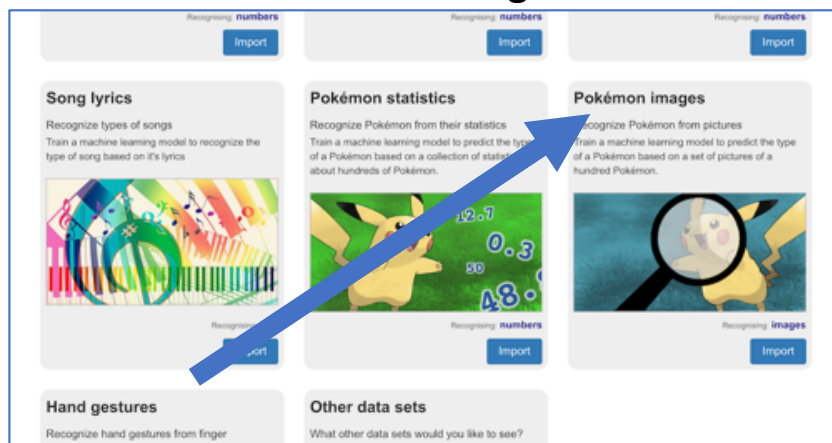 Recognising: numbers
Import
Recognising: numbers
Import
Recognising: numbers
Import
Song lyrics
Recognize types of songs
Train a machine learning model to recognize the
type of song based on it's lyrics
Recognising:
Pokémon statistics
Recognize Pokémon from their statistics
Train a machine learning model to predict the type
of a Pokémon based on a collection of
about hundreds of Pokémon.
12.7
0.3
50
48.
Recognising: numbers
Import
Pokémon images
Recognize Pokémon from pictures
Train a machine learning model to predict the type
of a Pokémon based on a set of pictures of a
hundred Pokémon.
Recognising: images
Import
Hand gestures
Recognize hand gestures from finger
Other data sets
What other data sets would you like to see?